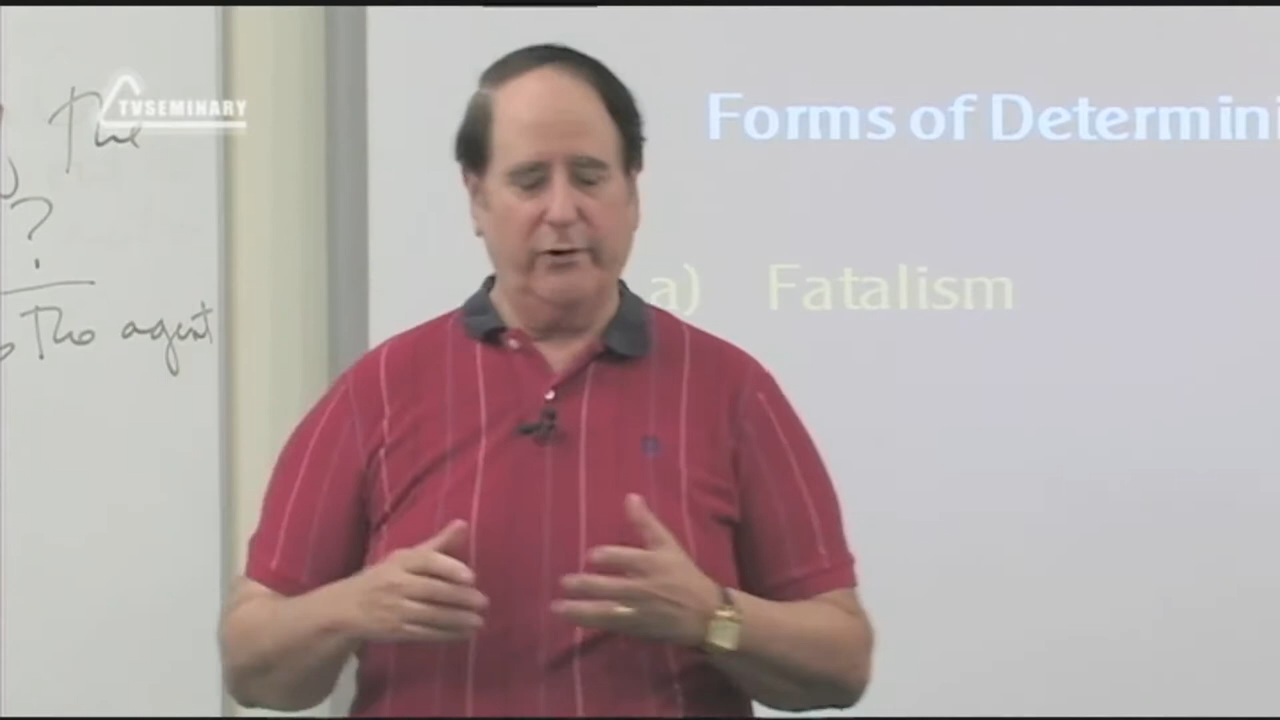 The
TVSEMINARY
?
the agent
Forms of Determini
a) Fatalism